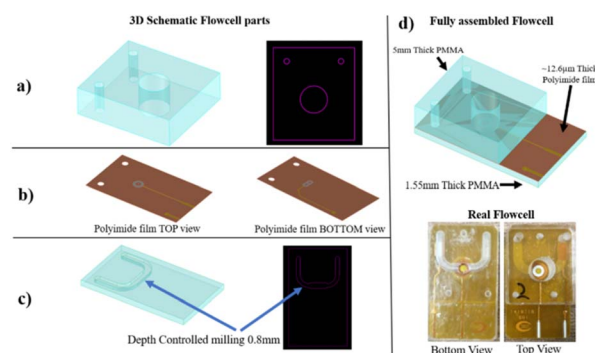 3D Schematic Flowcell parts
a)
b)
Polyimide film TOP view
Polyimide film BOTTOM view
c)
Depth Controlled milling 0.8mm
d)
Fully assembled Flowcell
5mm Thick PMMA
~12.6µm Thick
Polyimide film
1.55mm Thick PMMA
Real Flowcell
2
Bottom View
Top View